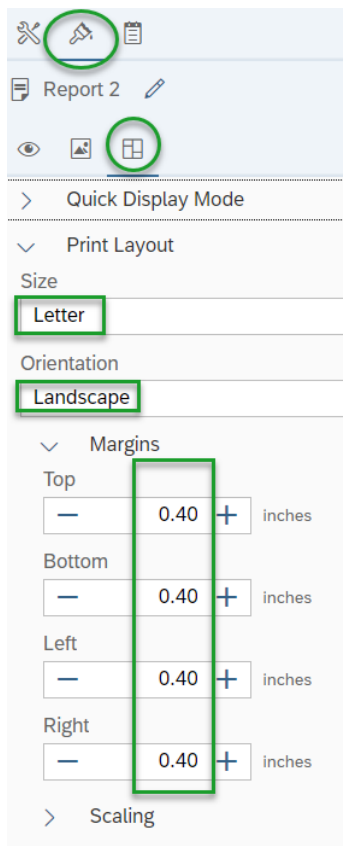 Report 2
Quick Display Mode
Print Layout
Size
Letter
Orientation
Landscape
Margins
Top
0.40 inches
Bottom
0.40 inches
Left
0.40 inches
Right
0.40 inches
Scaling